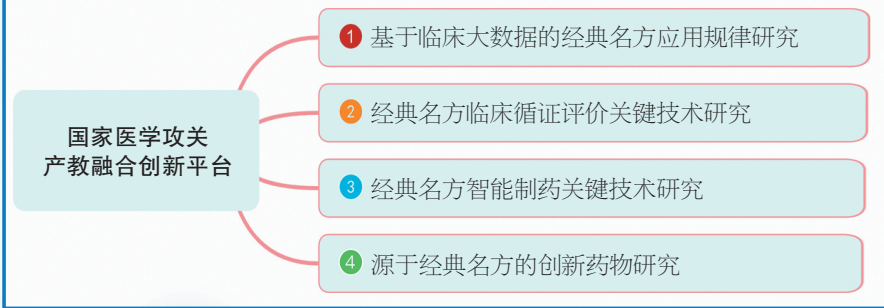 国家医学攻关
产教融合创新平台
1 基于临床大数据的经典名方应用规律研究
2 经典名方临床循证评价关键技术研究
3 经典名方智能制药关键技术研究
4 源于经典名方的创新药物研究